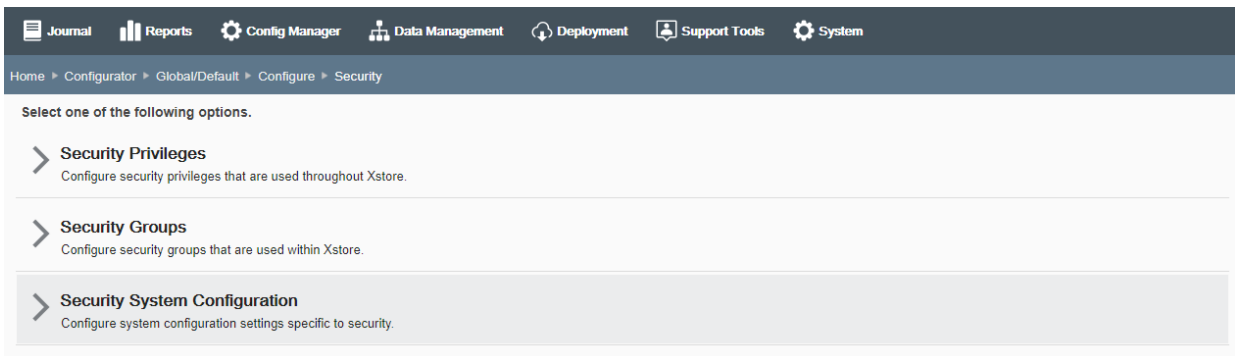 Journal Reports Config Manager Data Management Deployment Support Tools System
Home ▸ Configurator ▸ Global/Default ▸ Configure ▸ Security
Select one of the following options.
Security Privileges
Configure security privileges that are used throughout Xstore.
Security Groups
Configure security groups that are used within Xstore.
Security System Configuration
Configure system configuration settings specific to security.